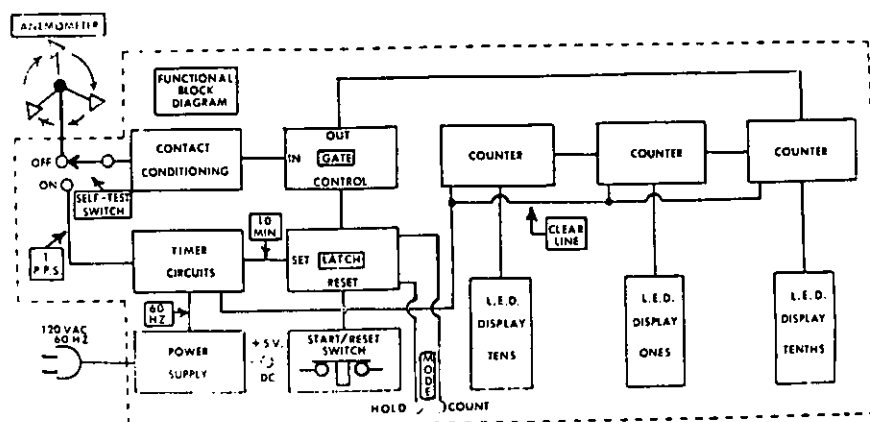 ANEMOMETER
FUNCTIONAL
BLOCK
DIAGRAM
OUT
IN
GATE
CONTROL
CONTACT
CONDITIONING
COUNTER
COUNTER
COUNTER
OFF
ON
SELF-TEST
SWITCH
1
P.P.S.
10
MIN
TIMER
CIRCUITS
SET
LATCH
RESET
CLEAR
LINE
60
HZ
120 VAC
60 HZ
POWER
SUPPLY
+5V.
DC
START/RESET
SWITCH
MODE
HOLD
COUNT
L.E.D.
DISPLAY
TENS
L.E.D.
DISPLAY
ONES
L.E.D.
DISPLAY
TENTHS